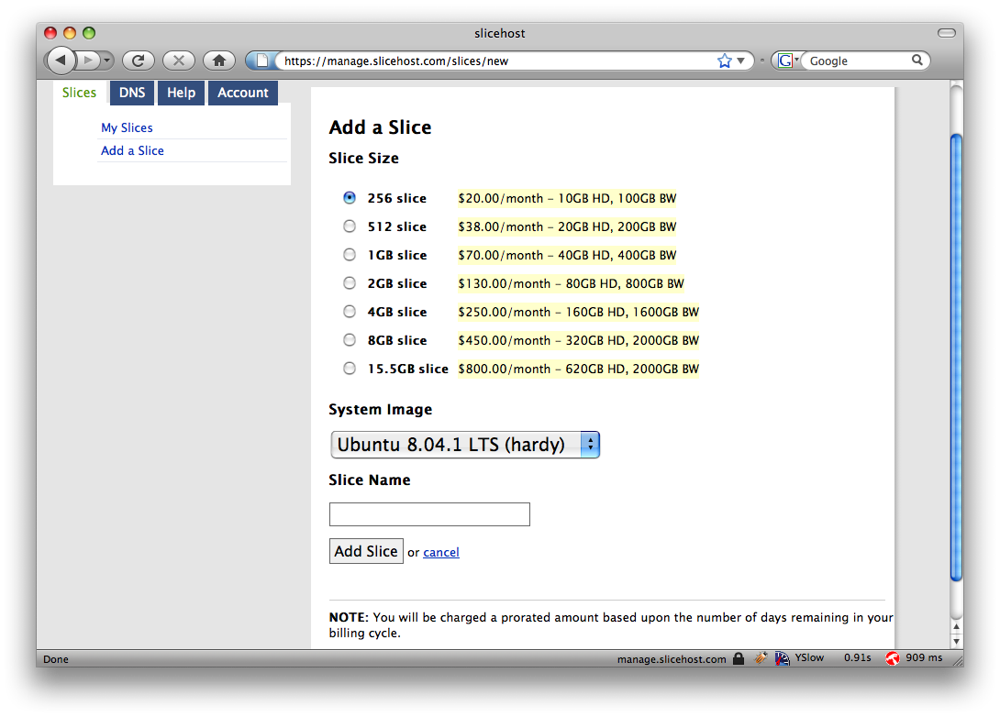 slicehost
https://manage.slicehost.com/slices/new
Google
Slices DNS Help Account
My Slices
Add a Slice
Add a Slice
Slice Size
256 slice $20.00/month – 10GB HD, 100GB BW
512 slice $38.00/month – 20GB HD, 200GB BW
1GB slice $70.00/month – 40GB HD, 400GB BW
2GB slice $130.00/month – 80GB HD, 800GB BW
4GB slice $250.00/month – 160GB HD, 1600GB BW
8GB slice $450.00/month – 320GB HD, 2000GB BW
15.5GB slice $800.00/month – 620GB HD, 2000GB BW
System Image
Ubuntu 8.04.1 LTS (hardy)
Slice Name
Add Slice or cancel
NOTE: You will be charged a prorated amount based upon the number of days remaining in your
billing cycle.
Done manage.slicehost.com YSlow 0.91s 909 ms